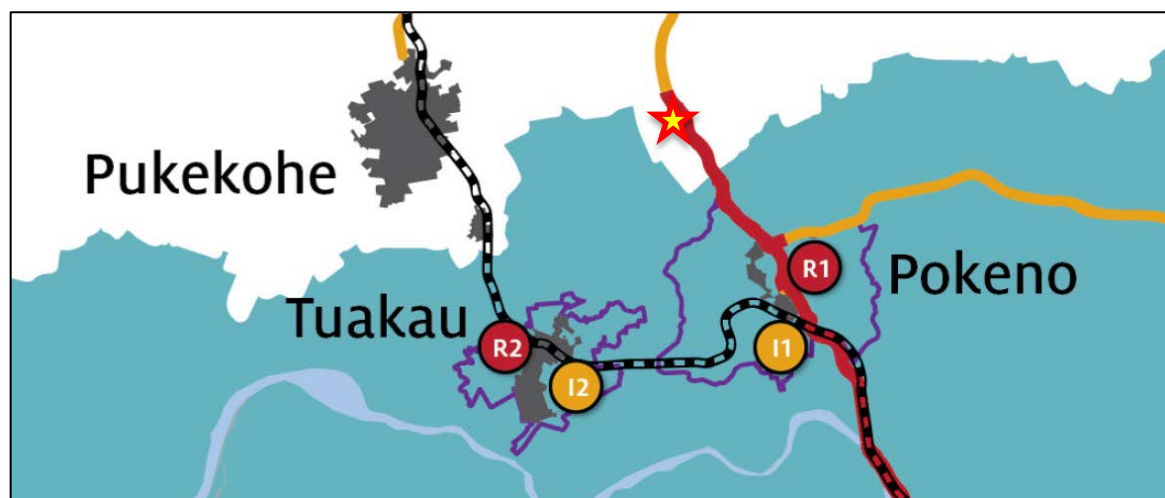 Pukekohe
R1
Pokeno
Tuakau
R2
I1
I2